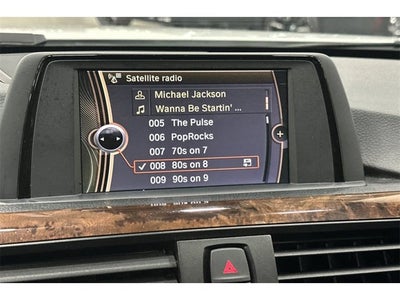 Satellite radio
Michael Jackson
Wanna Be Startin' ...
005 The Pulse
006 PopRocks
007 70s on 7
008 80s on 8
009 90s on 9